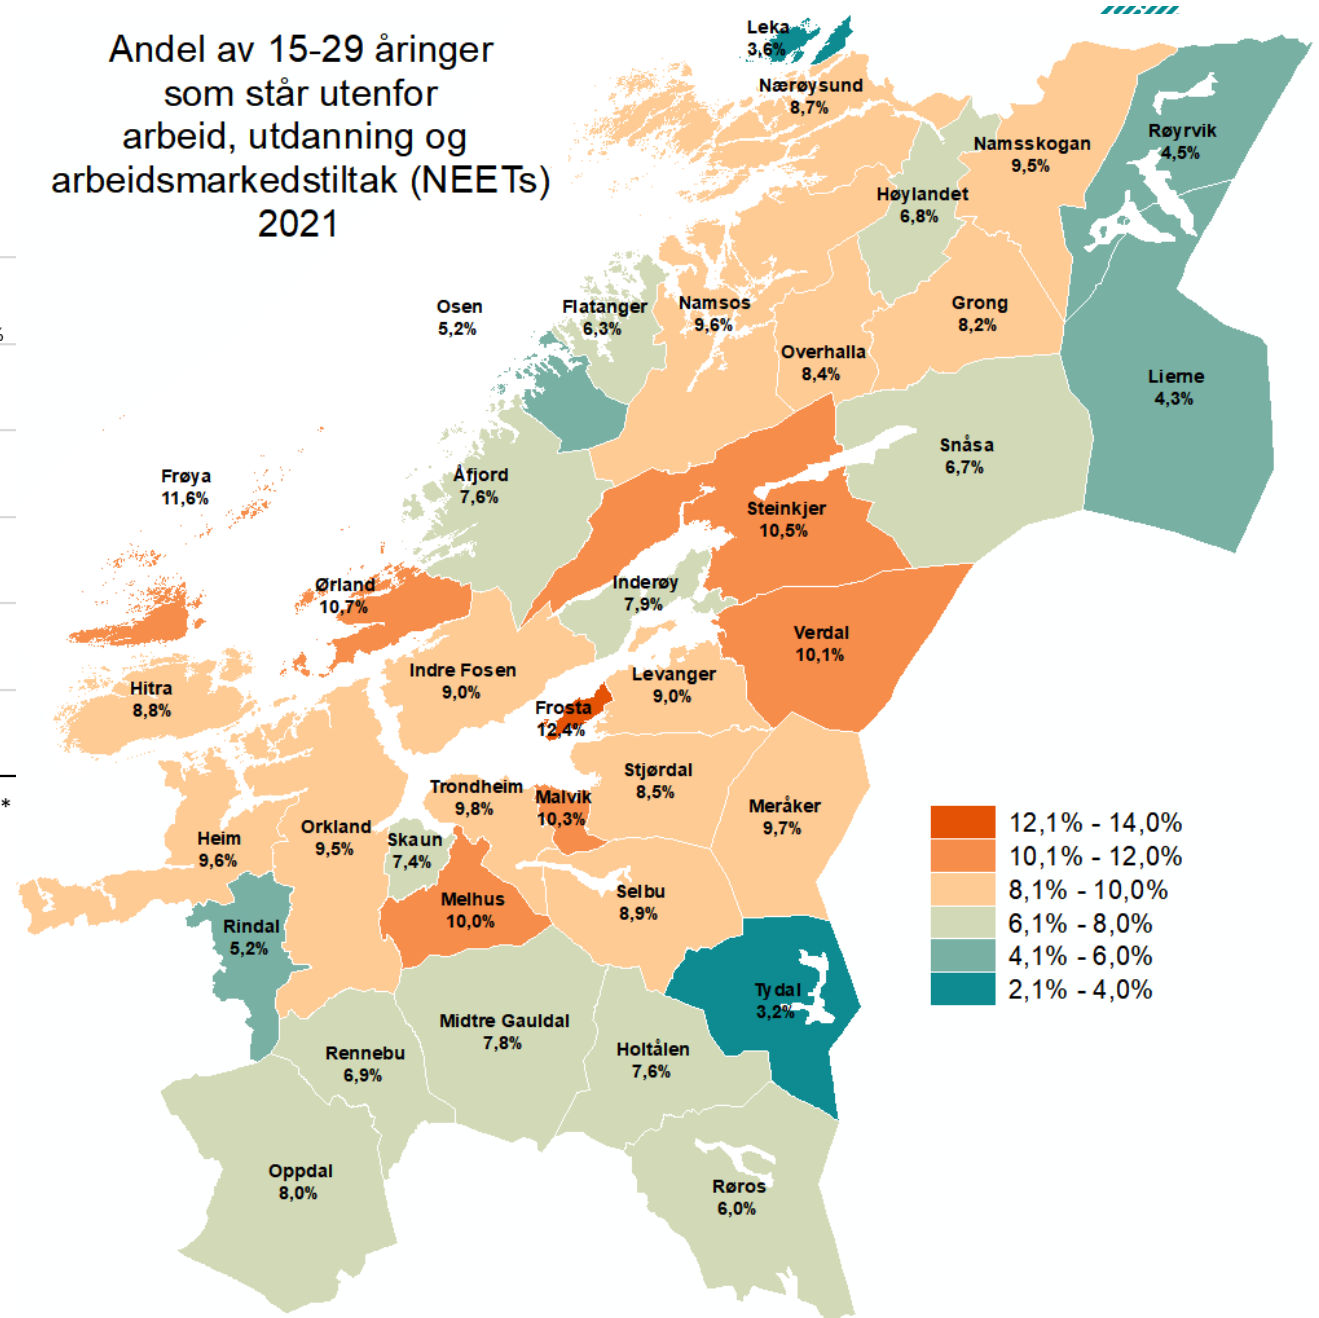 Andel av 15-29 åringer
som står utenfor
arbeid, utdanning og
arbeidsmarkedstiltak (NEETs)
2021
%
*
Leka
3,6%
Nærøysund
8,7%
Namsskogan
9,5%
Røyrvik
4,5%
Høylandet
6,8%
Osen
5,2%
Flatanger
6,3%
Namsos
9,6%
Grong
8,2%
Overhalla
8,4%
Lierne
4,3%
Snåsa
6,7%
Frøya
11,6%
Åfjord
7,6%
Steinkjer
10,5%
Ørland
10,7%
Inderøy
7,9%
Verdal
10,1%
Indre Fosen
9,0%
Levanger
9,0%
Hitra
8,8%
Frosta
12,4%
Stjørdal
8,5%
Trondheim
9,8%
Malvik
10,3%
Meråker
9,7%
Orkland
9,5%
Heim
9,6%
Skaun
7,4%
Selbu
8,9%
Melhus
10,0%
Rindal
5,2%
Tydal
3,2%
Midtre Gauldal
7,8%
Holtålen
7,6%
Rennebu
6,9%
Oppdal
8,0%
Røros
6,0%
12,1% - 14,0%
10,1% - 12,0%
8,1% - 10,0%
6,1% - 8,0%
4,1% - 6,0%
2,1% - 4,0%